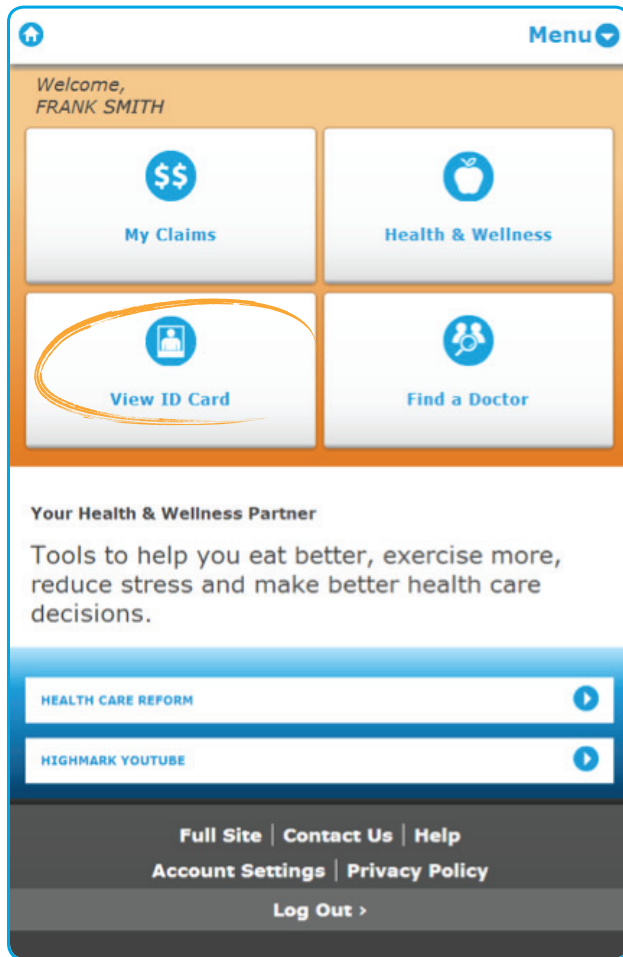 Menu
Welcome,
FRANK SMITH
$$
My Claims
Health & Wellness
View ID Card
Find a Doctor
Your Health & Wellness Partner
Tools to help you eat better, exercise more,
reduce stress and make better health care
decisions.
HEALTH CARE REFORM
HIGHMARK YOUTUBE
Full Site | Contact Us | Help
Account Settings | Privacy Policy
Log Out ›